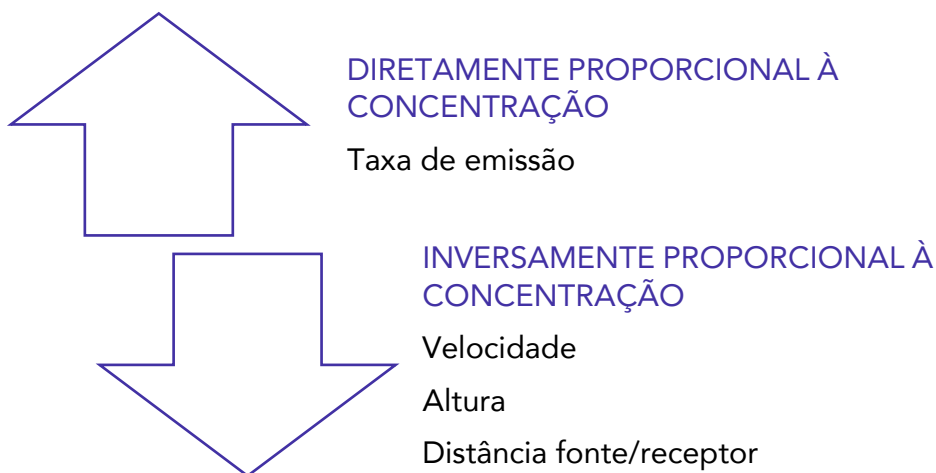 DIRETAMENTE PROPORCIONAL À
CONCENTRAÇÃO
Taxa de emissão
INVERSAMENTE PROPORCIONAL À
CONCENTRAÇÃO
Velocidade
Altura
Distância fonte/receptor